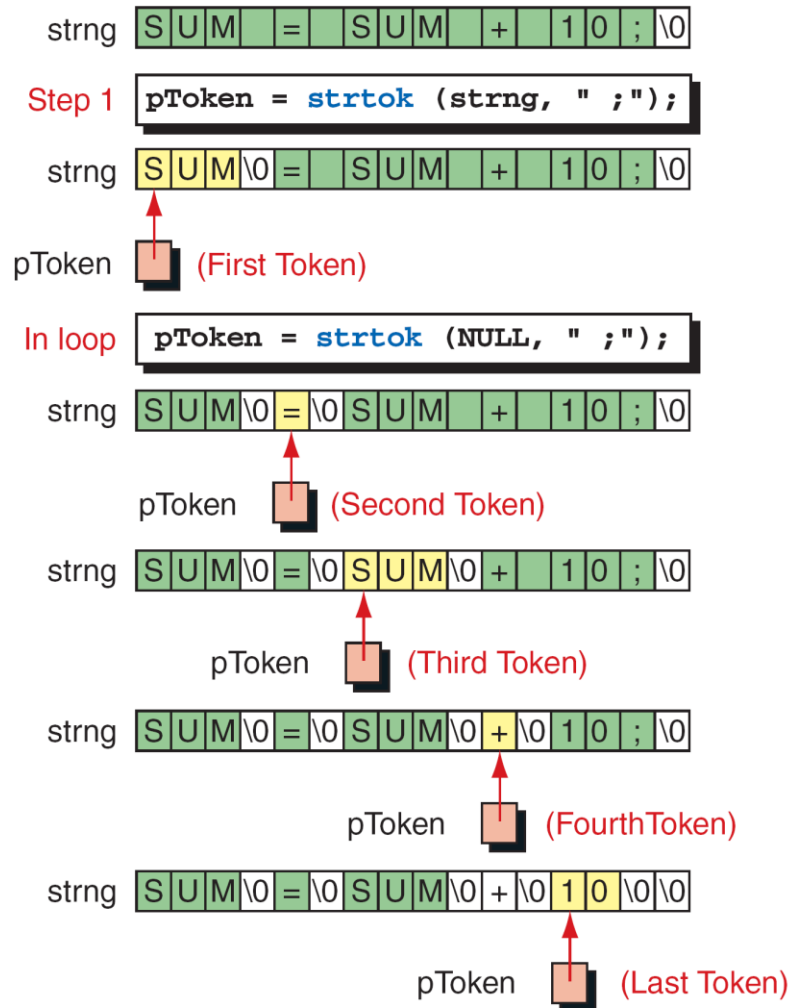 strng S U M = S U M + 1 0 ; \0
Step 1 pToken = strtok (strng, " ;");
strng S U M \0 = S U M + 1 0 ; \0
pToken (First Token)
In loop pToken = strtok (NULL, " ;");
strng S U M \0 = \0 S U M + 1 0 ; \0
pToken (Second Token)
strng S U M \0 = \0 S U M \0 + 1 0 ; \0
pToken (Third Token)
strng S U M \0 = \0 S U M \0 + \0 1 0 ; \0
pToken (FourthToken)
strng S U M \0 = \0 S U M \0 + \0 1 0 \0 \0
pToken (Last Token)